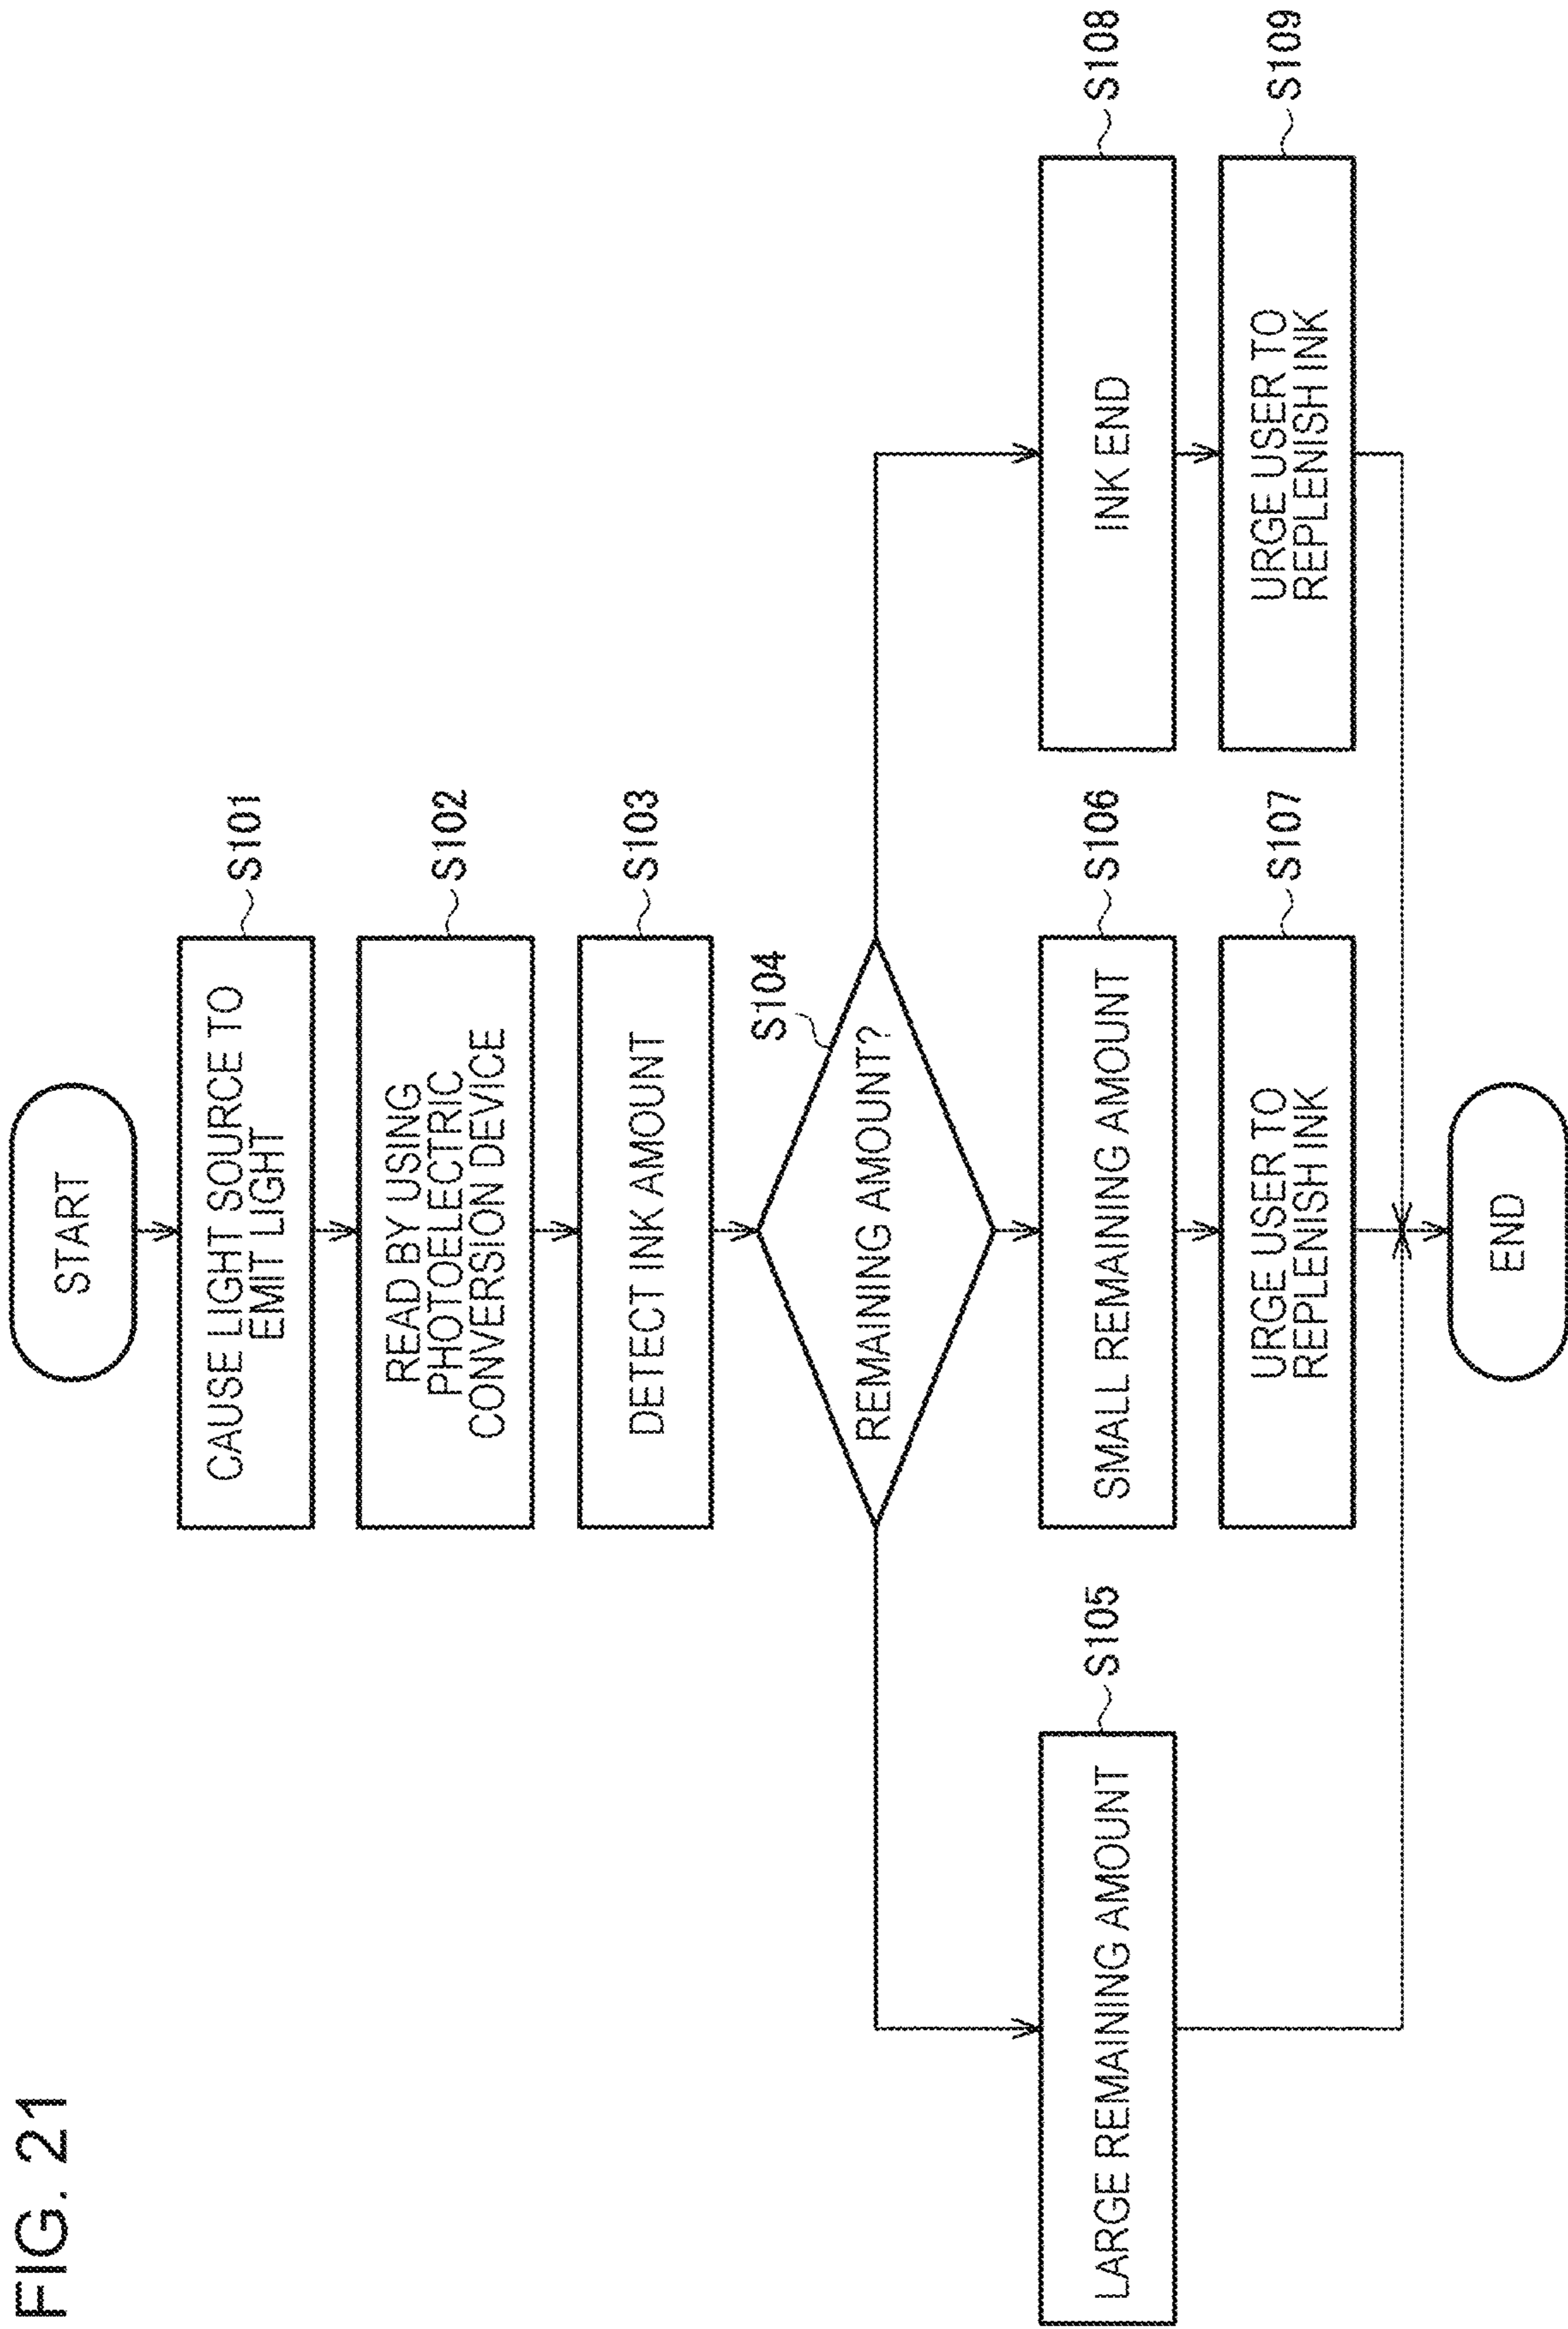 FIG. 21
START
CAUSE LIGHT SOURCE TO
EMIT LIGHT
S101
READ BY USING
PHOTOELECTRIC
CONVERSION DEVICE
S102
DETECT INK AMOUNT
S103
REMAINING AMOUNT?
S104
LARGE REMAINING AMOUNT
S105
SMALL REMAINING AMOUNT
S106
INK END
S108
URGE USER TO
REPLENISH INK
S107
URGE USER TO
REPLENISH INK
S109
END